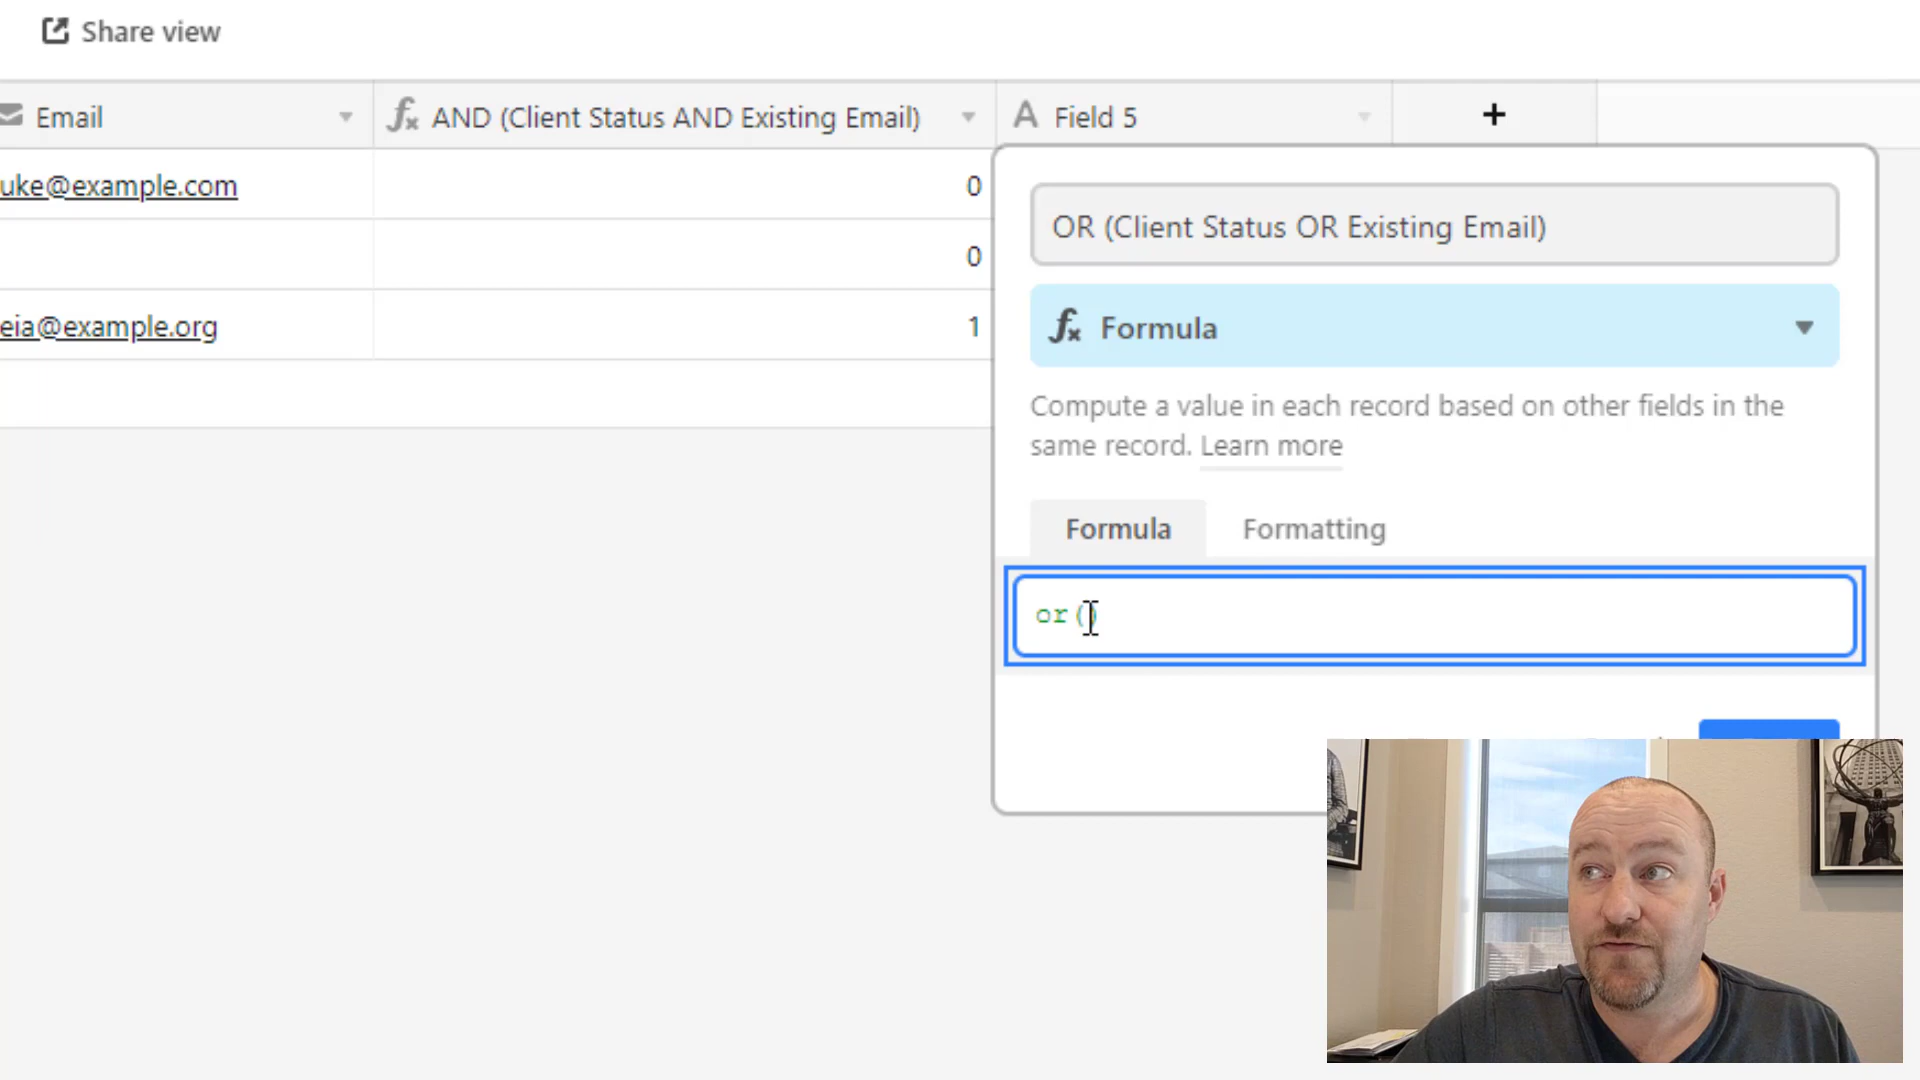 Share view
Email
AND (Client Status AND Existing Email)
Field 5
uke@example.com
0
0
eia@example.org
1
OR (Client Status OR Existing Email)
Formula
Compute a value in each record based on other fields in the
same record. Learn more
Formula
Formatting
or()